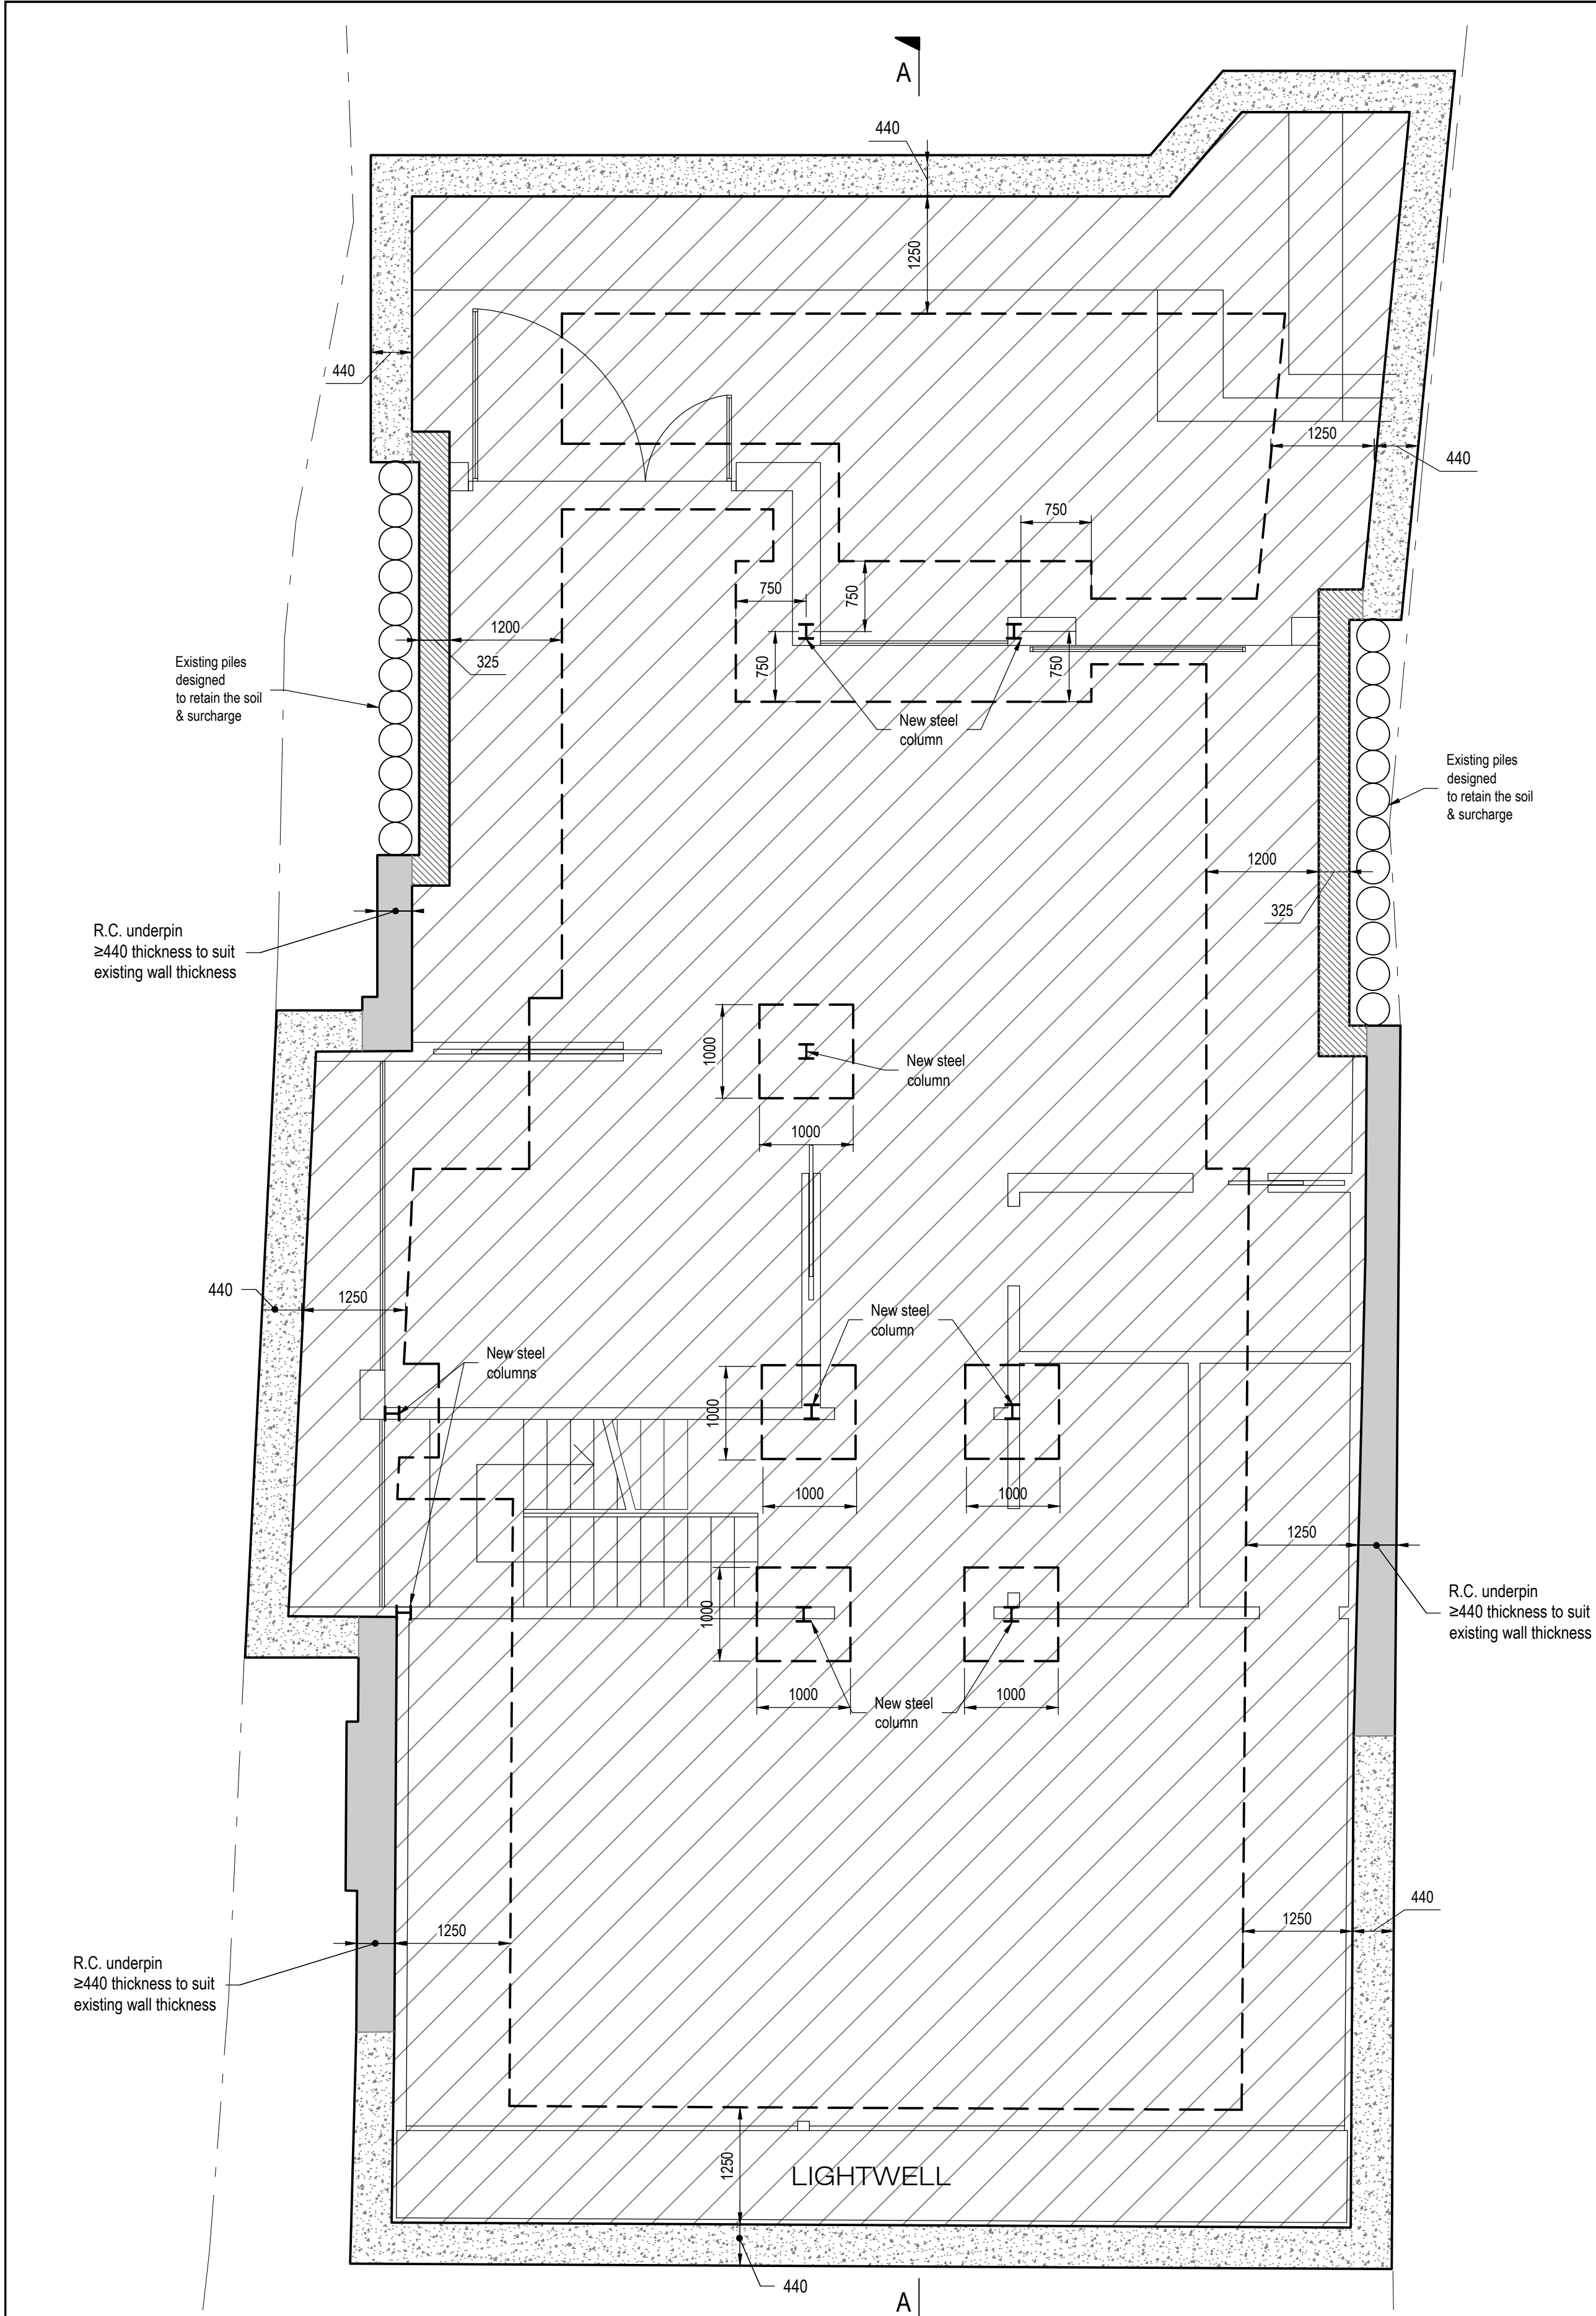 A
440
1250
440
1250
440
750
750
750
1200
325
750
750
Existing piles
designed
to retain the soil
& surcharge
New steel
column
Existing piles
designed
to retain the soil
& surcharge
1200
325
R.C. underpin
≥440 thickness to suit
existing wall thickness
1000
New steel
column
1000
440
1250
New steel
column
New steel
columns
1000
1000
1000
1250
R.C. underpin
≥440 thickness to suit
existing wall thickness
1000
1000
1000
New steel
column
1250
440
1250
R.C. underpin
≥440 thickness to suit
existing wall thickness
1250
LIGHTWELL
440
A